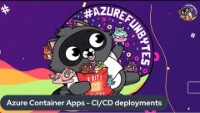 #AZUREFUNBYTES
Azure Container Apps - CI/CD deployments